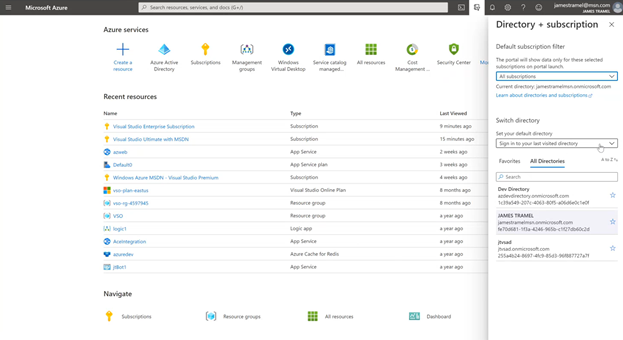 Microsoft Azure
Search resources, services, and docs (G+/)
jamestramel@msn.com
JAMES TRAMEL
Azure services
Create a resource
Azure Active Directory
Subscriptions
Management groups
Windows Virtual Desktop
Service catalog managed...
All resources
Cost Management ...
Security Center
Recent resources
Name Type Last Viewed
Visual Studio Enterprise Subscription Subscription 9 minutes ago
Visual Studio Ultimate with MSDN Subscription 15 minutes ago
azweb App Service 2 weeks ago
Default0 App Service plan 3 weeks ago
Windows Azure MSDN - Visual Studio Premium Subscription 4 weeks ago
vso-plan-eastus Visual Studio Online Plan 8 months ago
vso-rg-4597945 Resource group 8 months ago
VSO Resource group a year ago
logic1 Logic app a year ago
AceIntegration App Service a year ago
azuredev Azure Cache for Redis a year ago
jtBot1 App Service a year ago
Navigate
Subscriptions
Resource groups
All resources
Dashboard
Directory + subscription
Default subscription filter
The portal will show data only for these selected
subscriptions on portal launch.
All subscriptions
Current directory: jamestramelmsn.onmicrosoft.com
Learn about directories and subscriptions
Switch directory
Set your default directory
Sign in to your last visited directory
Favorites All Directories A to Z
Search
Dev Directory
azdevdirectory.onmicrosoft.com
1c39a549-207c-4063-80f5-a06d6e0c1e0f
JAMES TRAMEL
jamestramelmsn.onmicrosoft.com
fe70d681-1f3a-4246-965b-c1f27db60c2d
jtvsad
jtvsad.onmicrosoft.com
255a4b24-8697-4fc9-85d3-96f887727a7f